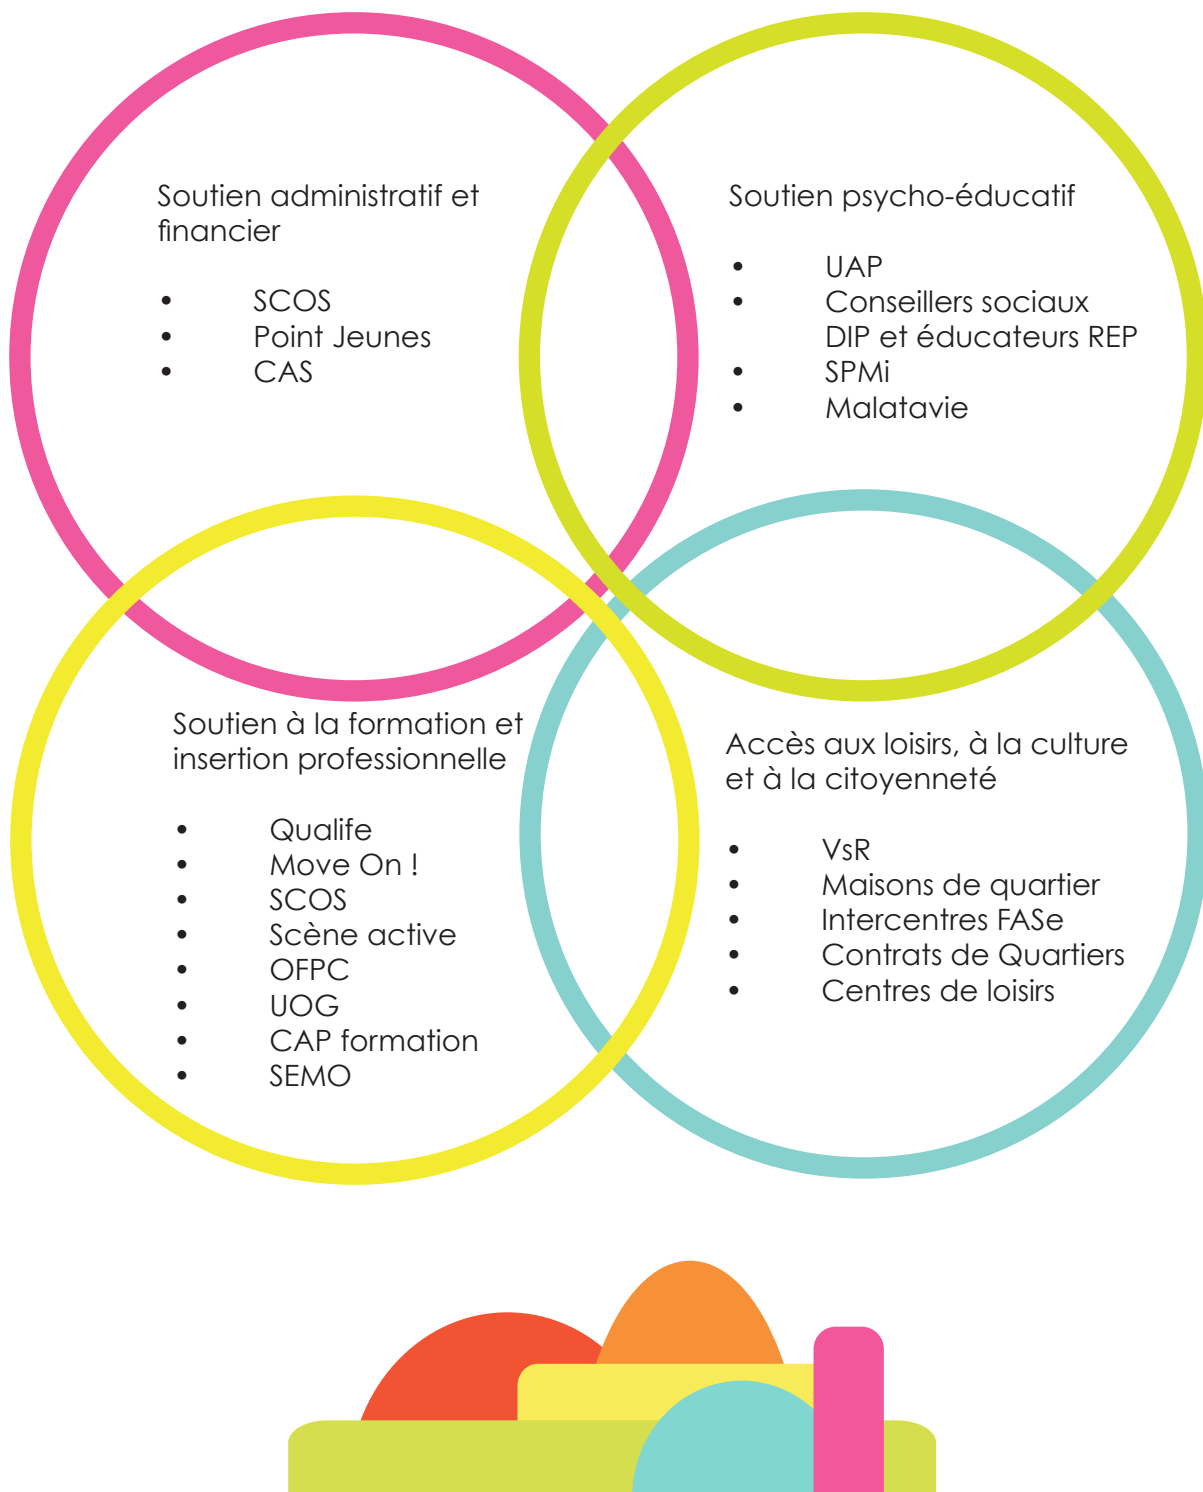 Soutien administratif et
financier
• SCOS
• Point Jeunes
• CAS
Soutien psycho-éducatif
• UAP
• Conseillers sociaux
DIP et éducateurs REP
• SPMi
• Malatavie
Soutien à la formation et
insertion professionnelle
• Qualife
• Move On !
• SCOS
• Scène active
• OFPC
• UOG
• CAP formation
• SEMO
Accès aux loisirs, à la culture
et à la citoyenneté
• VsR
• Maisons de quartier
• Intercentres FASe
• Contrats de Quartiers
• Centres de loisirs